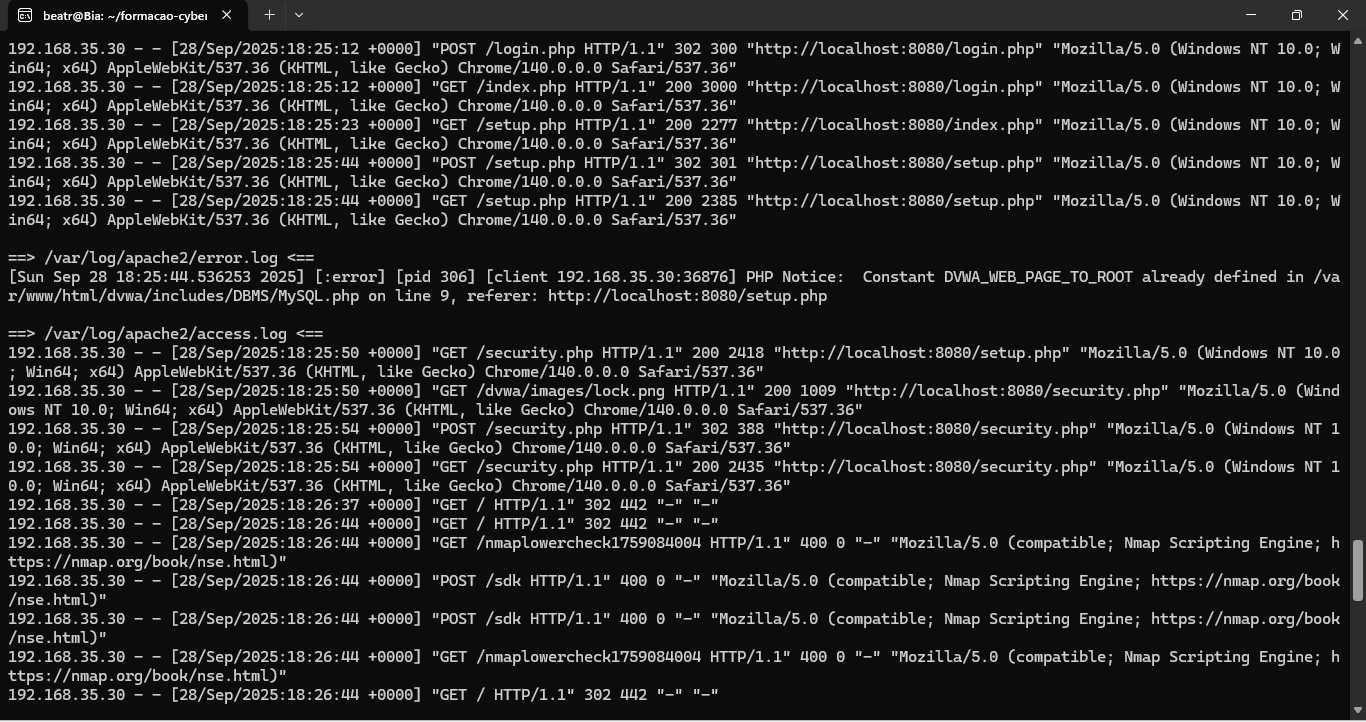 beatr@Bia: ~/formacao-cyber
192.168.35.30 - - [28/Sep/2025:18:25:12 +0000] "POST /login.php HTTP/1.1" 302 300 "http://localhost:8080/login.php" "Mozilla/5.0 (Windows NT 10.0; W
in64; x64) AppleWebKit/537.36 (KHTML, like Gecko) Chrome/140.0.0.0 Safari/537.36"
192.168.35.30 - - [28/Sep/2025:18:25:12 +0000] "GET /index.php HTTP/1.1" 200 3000 "http://localhost:8080/login.php" "Mozilla/5.0 (Windows NT 10.0; W
in64; x64) AppleWebKit/537.36 (KHTML, like Gecko) Chrome/140.0.0.0 Safari/537.36"
192.168.35.30 - - [28/Sep/2025:18:25:23 +0000] "GET /setup.php HTTP/1.1" 200 2277 "http://localhost:8080/index.php" "Mozilla/5.0 (Windows NT 10.0; W
in64; x64) AppleWebKit/537.36 (KHTML, like Gecko) Chrome/140.0.0.0 Safari/537.36"
192.168.35.30 - - [28/Sep/2025:18:25:44 +0000] "POST /setup.php HTTP/1.1" 302 301 "http://localhost:8080/setup.php" "Mozilla/5.0 (Windows NT 10.0; W
in64; x64) AppleWebKit/537.36 (KHTML, like Gecko) Chrome/140.0.0.0 Safari/537.36"
192.168.35.30 - - [28/Sep/2025:18:25:44 +0000] "GET /setup.php HTTP/1.1" 200 2385 "http://localhost:8080/setup.php" "Mozilla/5.0 (Windows NT 10.0; W
in64; x64) AppleWebKit/537.36 (KHTML, like Gecko) Chrome/140.0.0.0 Safari/537.36"
==> /var/log/apache2/error.log <==
[Sun Sep 28 18:25:44.536253 2025] [:error] [pid 306] [client 192.168.35.30:36876] PHP Notice:  Constant DVWA_WEB_PAGE_TO_ROOT already defined in /va
r/www/html/dvwa/includes/DBMS/MySQL.php on line 9, referer: http://localhost:8080/setup.php
==> /var/log/apache2/access.log <==
192.168.35.30 - - [28/Sep/2025:18:25:50 +0000] "GET /security.php HTTP/1.1" 200 2418 "http://localhost:8080/setup.php" "Mozilla/5.0 (Windows NT 10.0
; Win64; x64) AppleWebKit/537.36 (KHTML, like Gecko) Chrome/140.0.0.0 Safari/537.36"
192.168.35.30 - - [28/Sep/2025:18:25:50 +0000] "GET /dvwa/images/lock.png HTTP/1.1" 200 1009 "http://localhost:8080/security.php" "Mozilla/5.0 (Wind
ows NT 10.0; Win64; x64) AppleWebKit/537.36 (KHTML, like Gecko) Chrome/140.0.0.0 Safari/537.36"
192.168.35.30 - - [28/Sep/2025:18:25:54 +0000] "POST /security.php HTTP/1.1" 302 388 "http://localhost:8080/security.php" "Mozilla/5.0 (Windows NT 1
0.0; Win64; x64) AppleWebKit/537.36 (KHTML, like Gecko) Chrome/140.0.0.0 Safari/537.36"
192.168.35.30 - - [28/Sep/2025:18:25:54 +0000] "GET /security.php HTTP/1.1" 200 2435 "http://localhost:8080/security.php" "Mozilla/5.0 (Windows NT 1
0.0; Win64; x64) AppleWebKit/537.36 (KHTML, like Gecko) Chrome/140.0.0.0 Safari/537.36"
192.168.35.30 - - [28/Sep/2025:18:26:37 +0000] "GET / HTTP/1.1" 302 442 "-" "-"
192.168.35.30 - - [28/Sep/2025:18:26:44 +0000] "GET / HTTP/1.1" 302 442 "-" "-"
192.168.35.30 - - [28/Sep/2025:18:26:44 +0000] "GET /nmaplowercheck1759084004 HTTP/1.1" 400 0 "-" "Mozilla/5.0 (compatible; Nmap Scripting Engine; h
ttps://nmap.org/book/nse.html)"
192.168.35.30 - - [28/Sep/2025:18:26:44 +0000] "POST /sdk HTTP/1.1" 400 0 "-" "Mozilla/5.0 (compatible; Nmap Scripting Engine; https://nmap.org/book
/nse.html)"
192.168.35.30 - - [28/Sep/2025:18:26:44 +0000] "POST /sdk HTTP/1.1" 400 0 "-" "Mozilla/5.0 (compatible; Nmap Scripting Engine; https://nmap.org/book
/nse.html)"
192.168.35.30 - - [28/Sep/2025:18:26:44 +0000] "GET /nmaplowercheck1759084004 HTTP/1.1" 400 0 "-" "Mozilla/5.0 (compatible; Nmap Scripting Engine; h
ttps://nmap.org/book/nse.html)"
192.168.35.30 - - [28/Sep/2025:18:26:44 +0000] "GET / HTTP/1.1" 302 442 "-" "-"